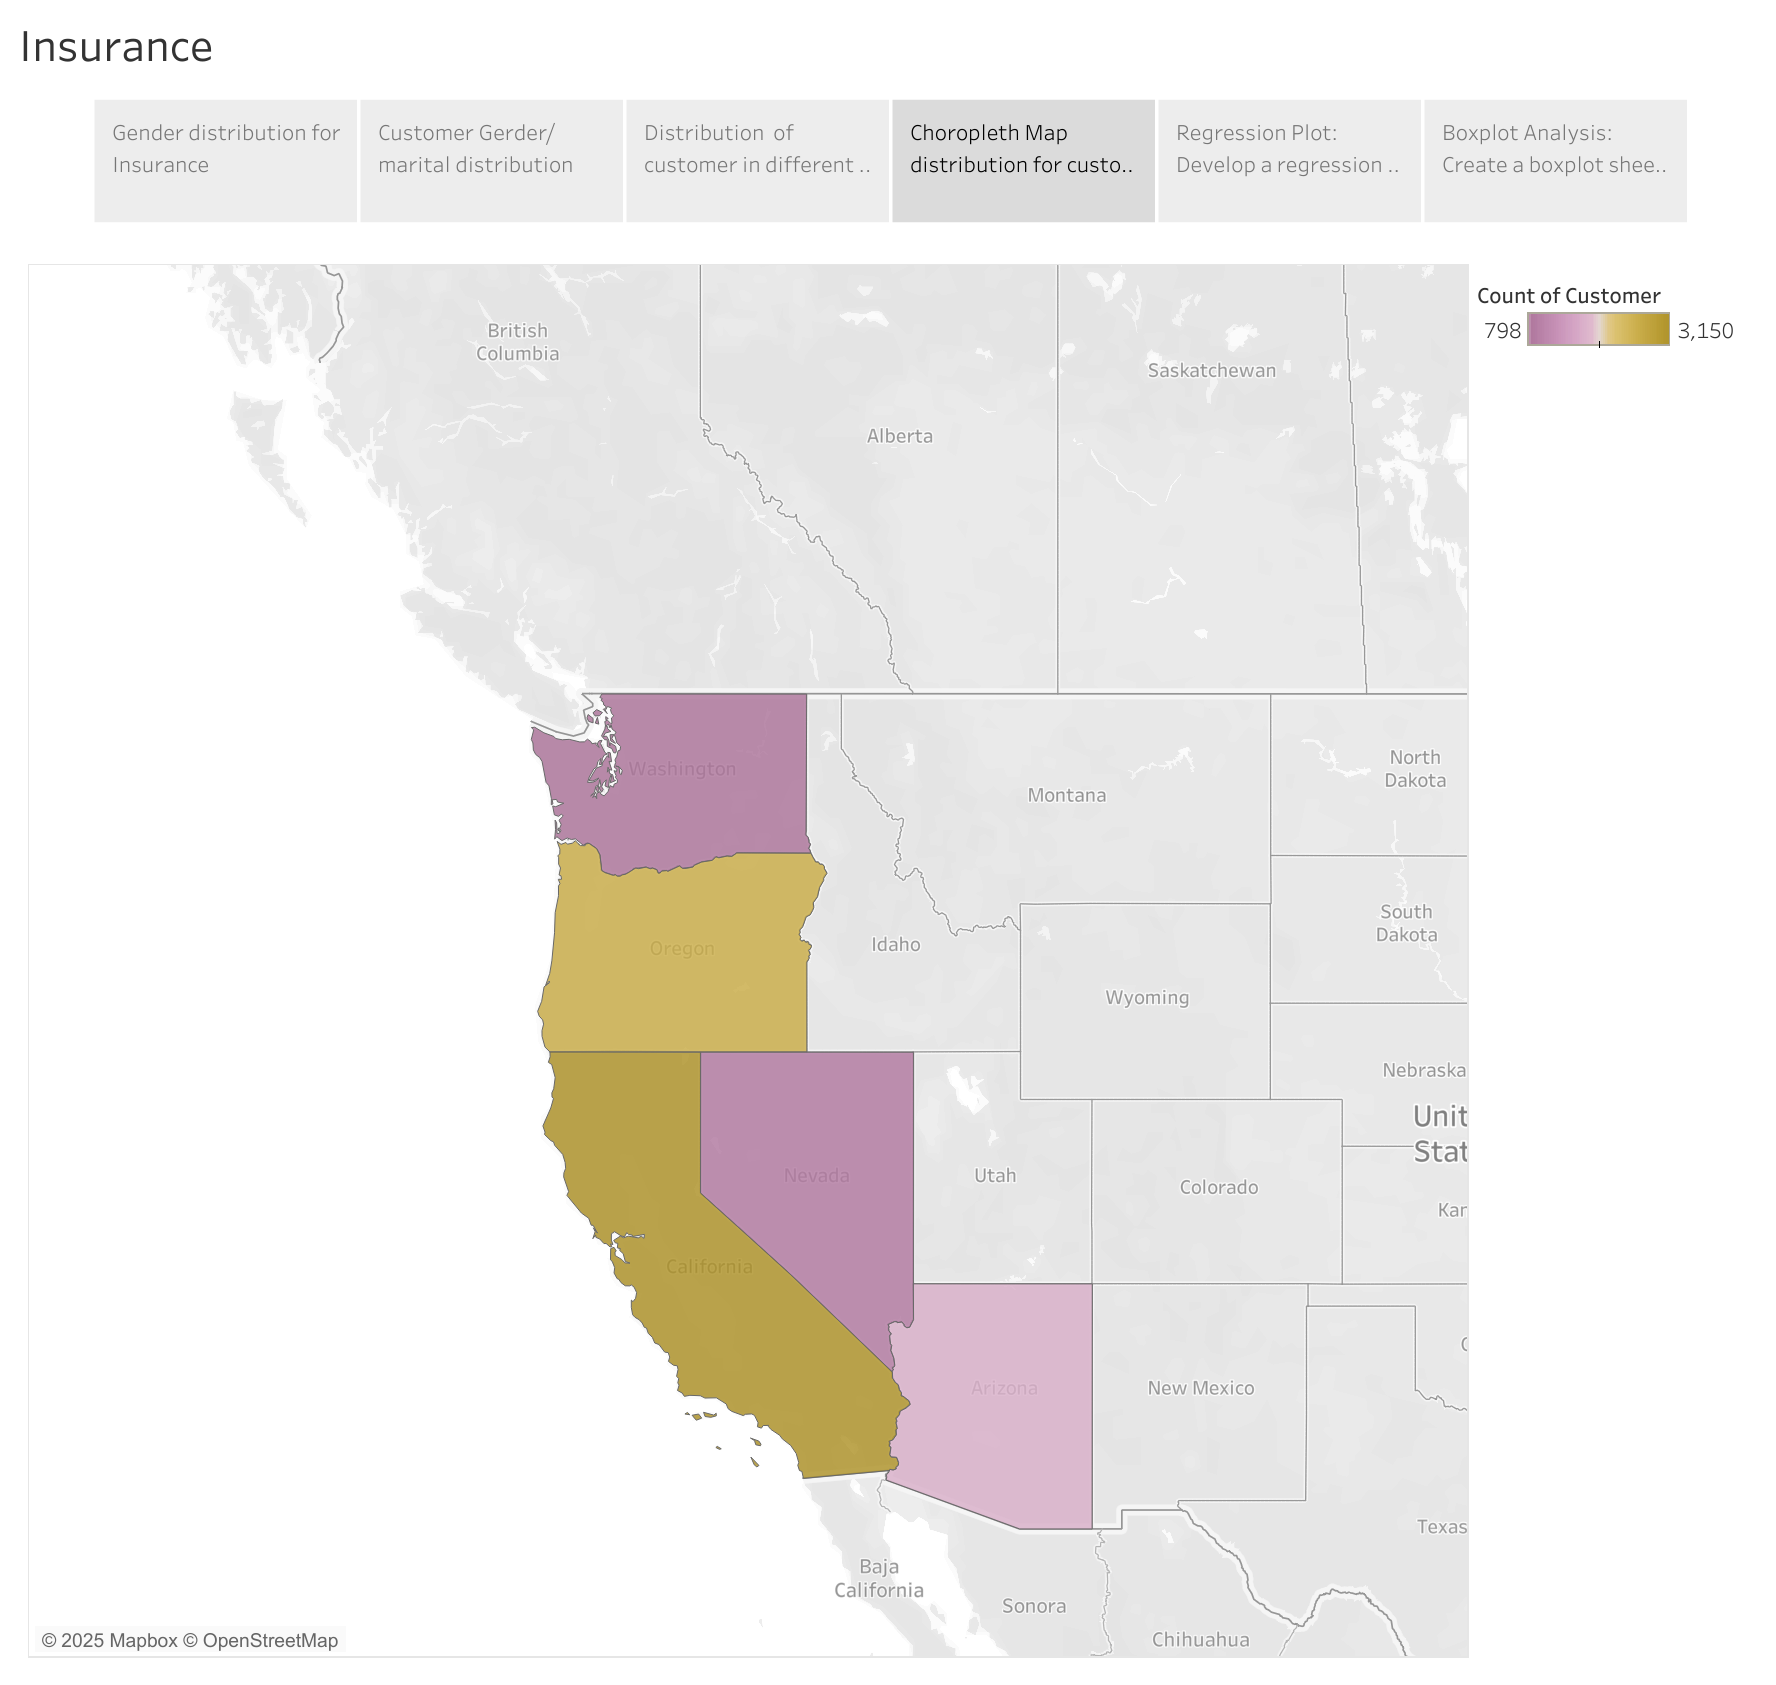 Insurance
Gender distribution for
Insurance
Customer Gerder/
marital distribution
Distribution of
customer in different ..
Choropleth Map
distribution for custo..
Regression Plot:
Develop a regression ..
Boxplot Analysis:
Create a boxplot shee..
Count of Customer
798
3,150
British
Columbia
Saskatchewan
Alberta
Washington
North
Dakota
Montana
South
Dakota
Oregon
Idaho
Wyoming
Nebraska
Unit
Stat
Nevada
Utah
Colorado
Kar
California
Arizona
New Mexico
Texas
Baja
California
Sonora
Chihuahua
© 2025 Mapbox © OpenStreetMap